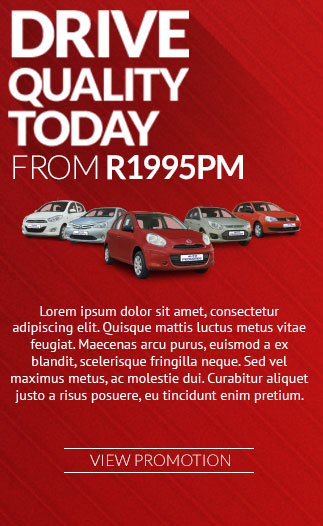 DRIVE
QUALITY
TODAY
FROM R1995PM
Lorem ipsum dolor sit amet, consectetur
adipiscing elit. Quisque mattis luctus metus vitae
feugiat. Maecenas arcu purus, euismod a ex
blandit, scelerisque fringilla neque. Sed vel
maximus metus, ac molestie dui. Curabitur aliquet
justo a risus posuere, eu tincidunt enim pretium.
VIEW PROMOTION